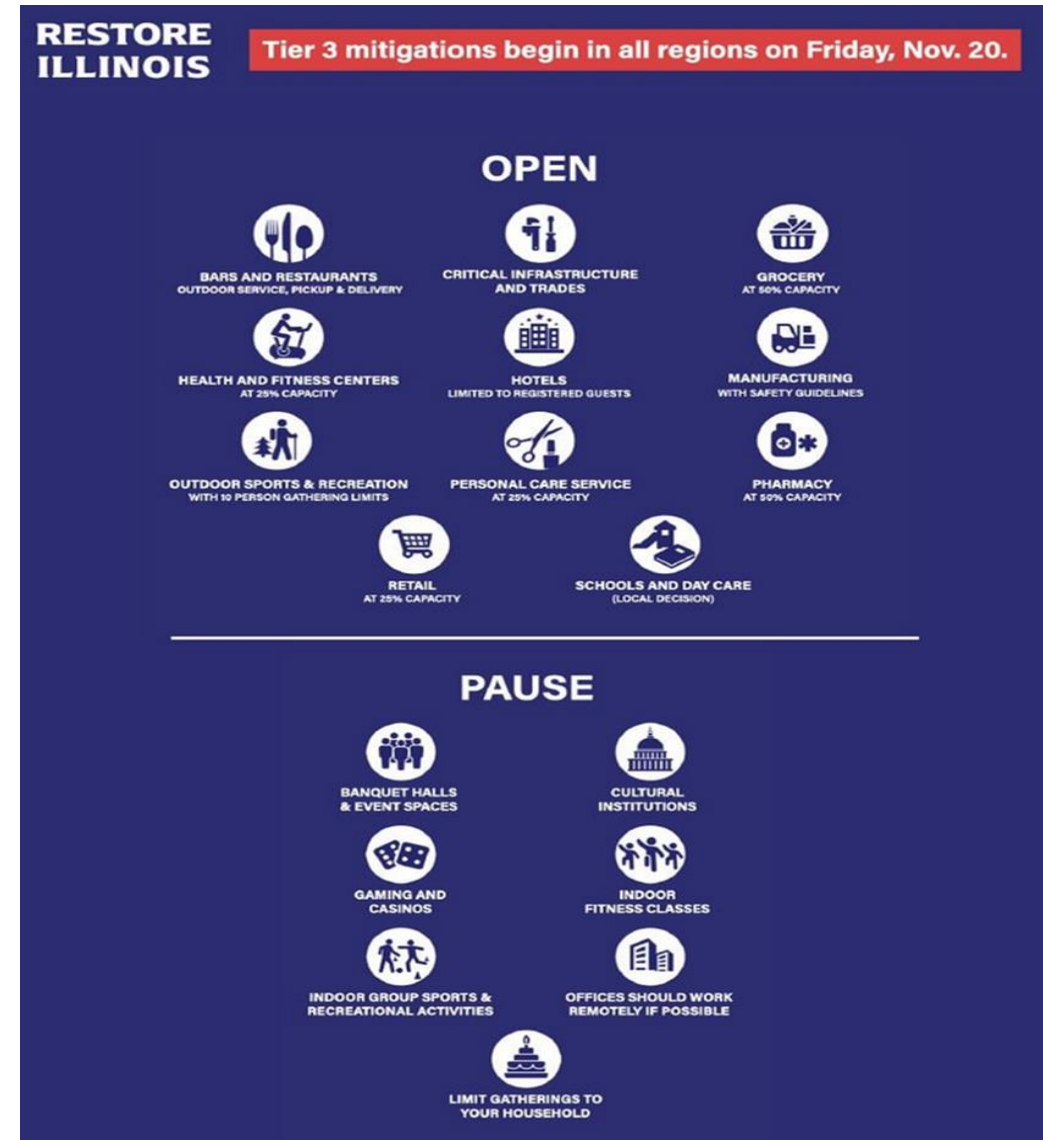 RESTORE
ILLINOIS
Tier 3 mitigations begin in all regions on Friday, Nov. 20.
OPEN
BARS AND RESTAURANTS
OUTDOOR SERVICE, PICKUP & DELIVERY
CRITICAL INFRASTRUCTURE
AND TRADES
GROCERY
AT 50% CAPACITY
HEALTH AND FITNESS CENTERS
AT 25% CAPACITY
HOTELS
LIMITED TO REGISTERED GUESTS
MANUFACTURING
WITH SAFETY GUIDELINES
OUTDOOR SPORTS & RECREATION
WITH 10 PERSON GATHERING LIMITS
PERSONAL CARE SERVICE
AT 25% CAPACITY
PHARMACY
AT 50% CAPACITY
RETAIL
AT 25% CAPACITY
SCHOOLS AND DAY CARE
(LOCAL DECISION)
PAUSE
BANQUET HALLS
& EVENT SPACES
CULTURAL
INSTITUTIONS
GAMING AND
CASINOS
INDOOR
FITNESS CLASSES
INDOOR GROUP SPORTS &
RECREATIONAL ACTIVITIES
OFFICES SHOULD WORK
REMOTELY IF POSSIBLE
LIMIT GATHERINGS TO
YOUR HOUSEHOLD